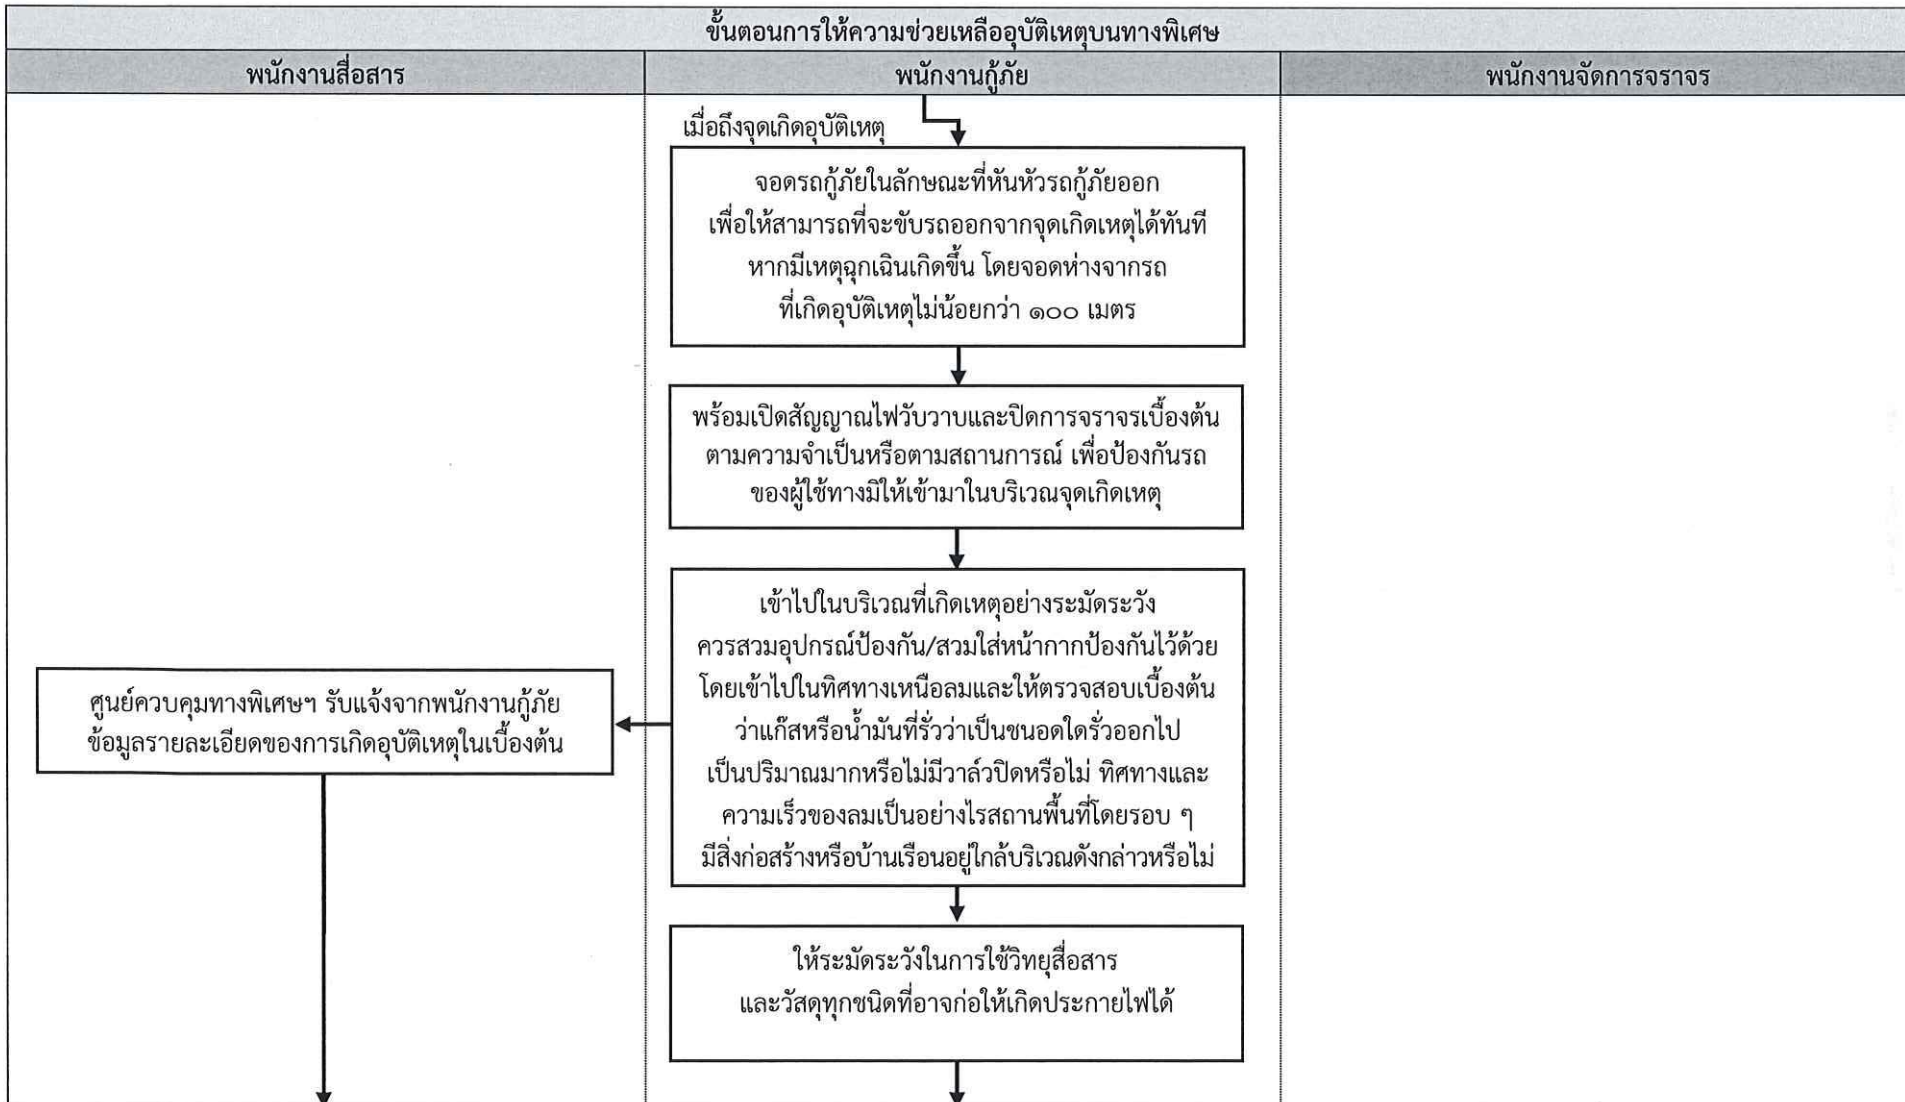 ขั้นตอนการให้ความช่วยเหลืออุบัติเหตุบนทางพิเศษ
พนักงานสื่อสาร
พนักงานกู้ภัย
พนักงานจัดการจราจร
เมื่อถึงจุดเกิดอุบัติเหตุ
จอดรถกู้ภัยในลักษณะที่หันหัวรถกู้ภัยออก
เพื่อให้สามารถที่จะขับรถออกจากจุดเกิดเหตุได้ทันที
หากมีเหตุฉุกเฉินเกิดขึ้น โดยจอดห่างจากรถ
ที่เกิดอุบัติเหตุไม่น้อยกว่า ๑๐๐ เมตร
พร้อมเปิดสัญญาณไฟวับวาบและปิดการจราจรเบื้องต้น
ตามความจำเป็นหรือตามสถานการณ์ เพื่อป้องกันรถ
ของผู้ใช้ทางมิให้เข้ามาในบริเวณจุดเกิดเหตุ
เข้าไปในบริเวณที่เกิดเหตุอย่างระมัดระวัง
ควรสวมอุปกรณ์ป้องกัน/สวมใส่หน้ากากป้องกันไว้ด้วย
โดยเข้าไปในทิศทางเหนือลมและให้ตรวจสอบเบื้องต้น
ว่าแก๊สหรือน้ำมันที่รั่วว่าเป็นชนอดใดรั่วออกไป
เป็นปริมาณมากหรือไม่มีวาล์วปิดหรือไม่ ทิศทางและ
ความเร็วของลมเป็นอย่างไรสถานพื้นที่โดยรอบ ๆ
มีสิ่งก่อสร้างหรือบ้านเรือนอยู่ใกล้บริเวณดังกล่าวหรือไม่
ศูนย์ควบคุมทางพิเศษฯ รับแจ้งจากพนักงานกู้ภัย
ข้อมูลรายละเอียดของการเกิดอุบัติเหตุในเบื้องต้น
ให้ระมัดระวังในการใช้วิทยุสื่อสาร
และวัสดุทุกชนิดที่อาจก่อให้เกิดประกายไฟได้